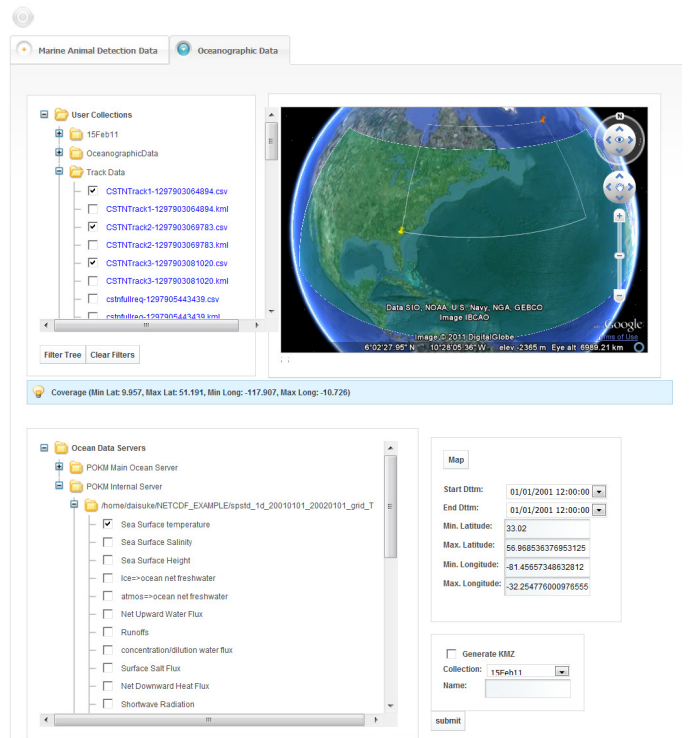 Marine Animal Detection Data
Oceanographic Data
User Collections
15Feb11
OceanographicData
Track Data
CSTNTrack1-1297903064894.csv
CSTNTrack1-1297903064894.kml
CSTNTrack2-1297903069783.csv
CSTNTrack2-1297903069783.kml
CSTNTrack3-1297903081020.csv
CSTNTrack3-1297903081020.kml
cstnfullreq-1297905443439.csv
cstnfullreq-1297905443439.kml
Filter Tree
Clear Filters
N
Data SIO, NOAA, U.S. Navy, NGA, GEBCO
Image IBCAO
Image © 2011 DigitalGlobe
Google
Terms of Use
6°02'27.95" N 10°28'05.36" W elev -2365 m Eye alt 6989.21 km
Coverage (Min Lat: 9.957, Max Lat: 51.191, Min Long: -117.907, Max Long: -10.726)
Ocean Data Servers
POKM Main Ocean Server
POKM Internal Server
/home/daisuke/NETCDF_EXAMPLE/spstd_1d_20010101_20020101_grid_T
Sea Surface temperature
Sea Surface Salinity
Sea Surface Height
Ice=>ocean net freshwater
atmos=>ocean net freshwater
Net Upward Water Flux
Runoffs
concentration/dilution water flux
Surface Salt Flux
Net Downward Heat Flux
Shortwave Radiation
Map
Start Dttm: 01/01/2001 12:00:00
End Dttm: 01/01/2001 12:00:00
Min. Latitude: 33.02
Max. Latitude: 56.968536376953125
Min. Longitude: -81.45657348632812
Max. Longitude: -32.254776000976555
Generate KMZ
Collection: 15Feb11
Name:
submit